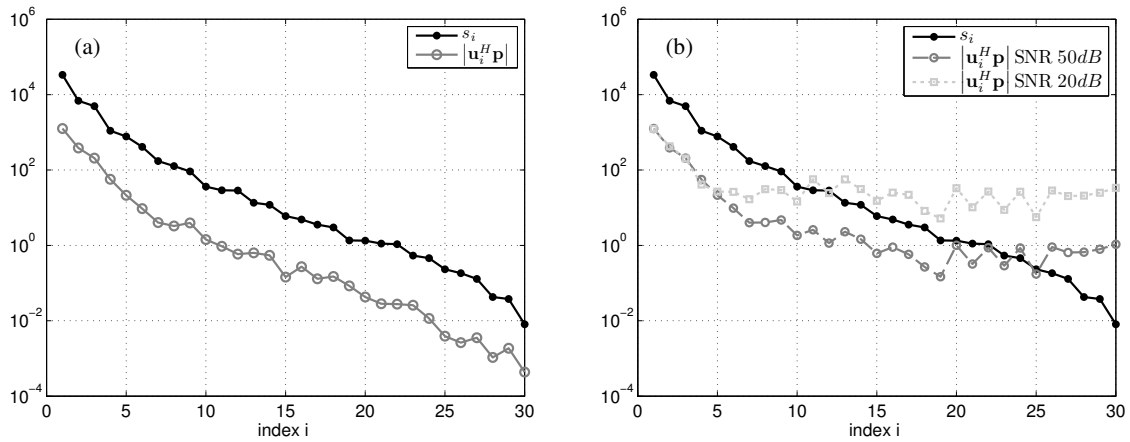 (a)
s_i
|u_i^H p|
10^6
10^4
10^2
10^0
10^−2
10^−4
0 5 10 15 20 25 30
index i
(b)
s_i
|u_i^H p| SNR 50dB
|u_i^H p| SNR 20dB
10^6
10^4
10^2
10^0
10^−2
10^−4
0 5 10 15 20 25 30
index i